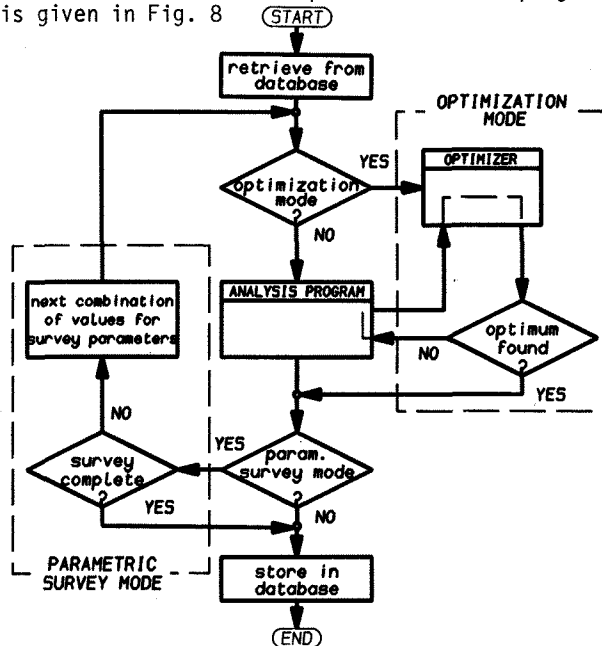 is given in Fig. 8
START
retrieve from
database
OPTIMIZATION
MODE
YES
OPTIMIZER
optimization
mode
?
NO
ANALYSIS PROGRAM
next combination
of values for
survey parameters
optimum
found
?
NO
YES
NO
YES
param.
survey mode
?
survey
complete
?
YES
NO
PARAMETRIC
SURVEY MODE
store in
database
END